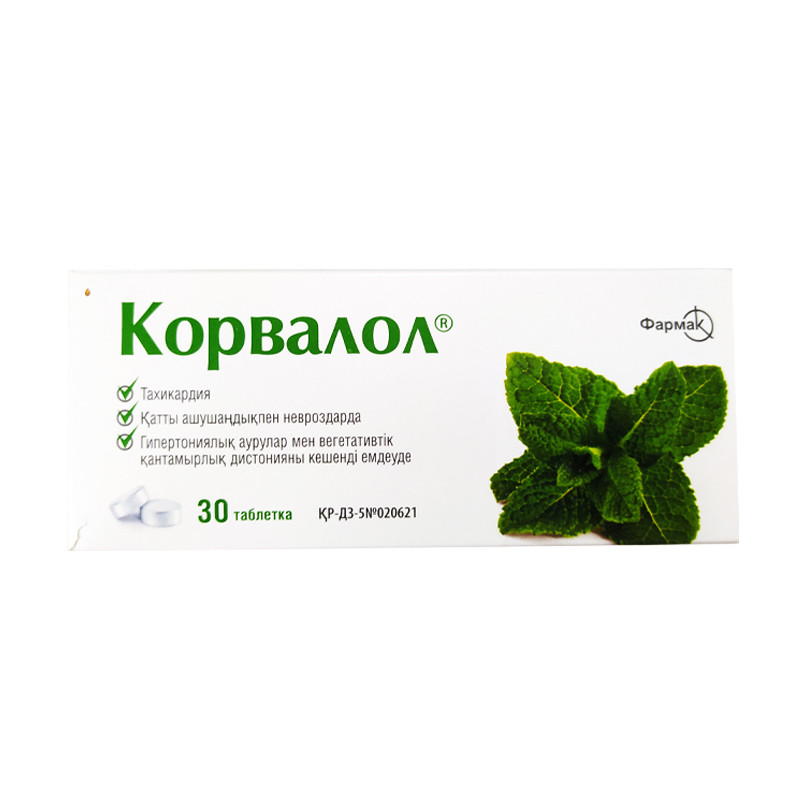 Корвалол®
Фармак
Тахикардия
Қатты ашушаңдықпен невроздарда
Гипертониялық аурулар мен вегетативтік
қантамырлық дистонияны кешенді емдеуде
30 таблетка
ҚР-ДЗ-5№020621